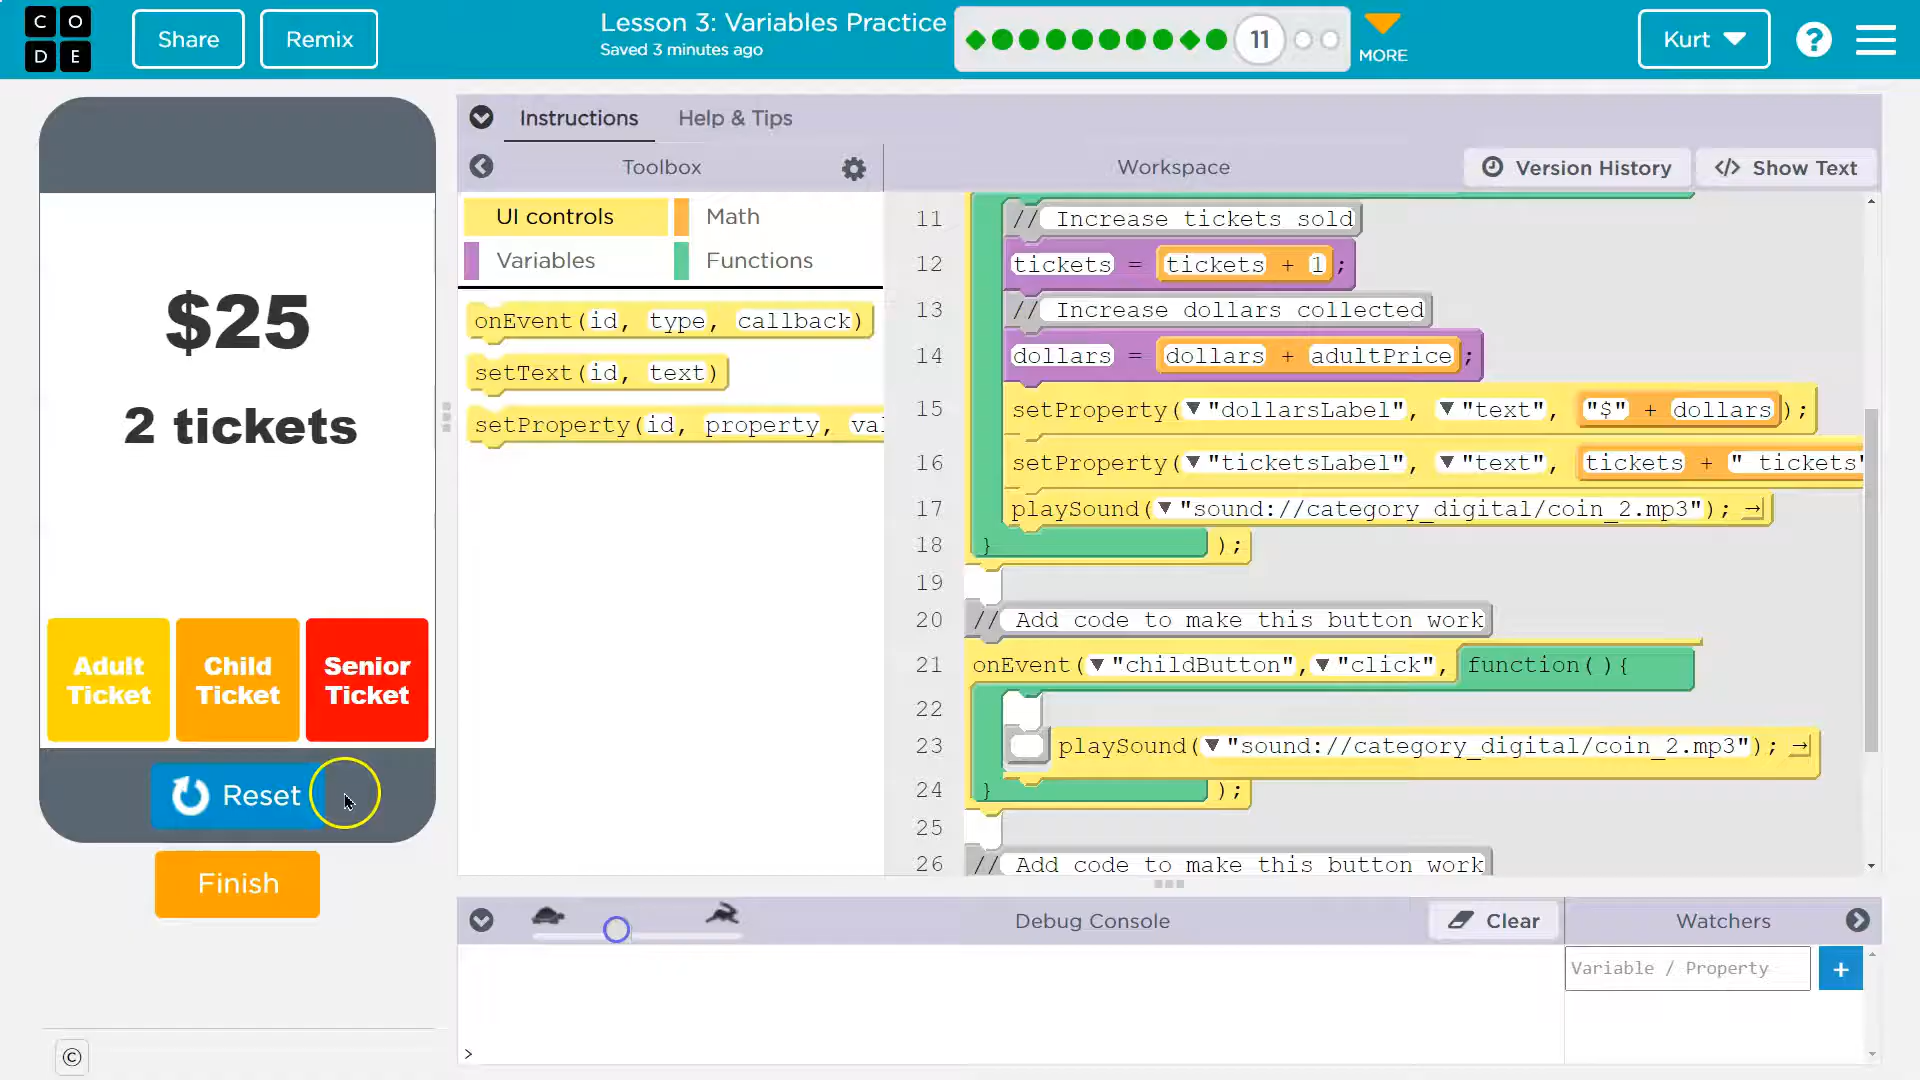 CODE
Share
Remix
Lesson 3: Variables Practice
Saved 3 minutes ago
11
MORE
Kurt
?
Instructions
Help & Tips
Toolbox
Workspace
Version History
</> Show Text
UI controls
Math
Variables
Functions
onEvent(id, type, callback)
setText(id, text)
setProperty(id, property, val
$25
2 tickets
Adult Ticket
Child Ticket
Senior Ticket
Reset
Finish
11 // Increase tickets sold
12 tickets = tickets + 1;
13 // Increase dollars collected
14 dollars = dollars + adultPrice;
15 setProperty(▼"dollarsLabel", ▼"text", "$" + dollars);
16 setProperty(▼"ticketsLabel", ▼"text", tickets + " tickets"
17 playSound(▼"sound://category_digital/coin_2.mp3"); →
18 } );
19
20 // Add code to make this button work
21 onEvent(▼"childButton",▼"click", function(){
22
23 playSound(▼"sound://category_digital/coin_2.mp3"); →
24 } );
25
26 // Add code to make this button work
Debug Console
Clear
Watchers
Variable / Property
+
>
©